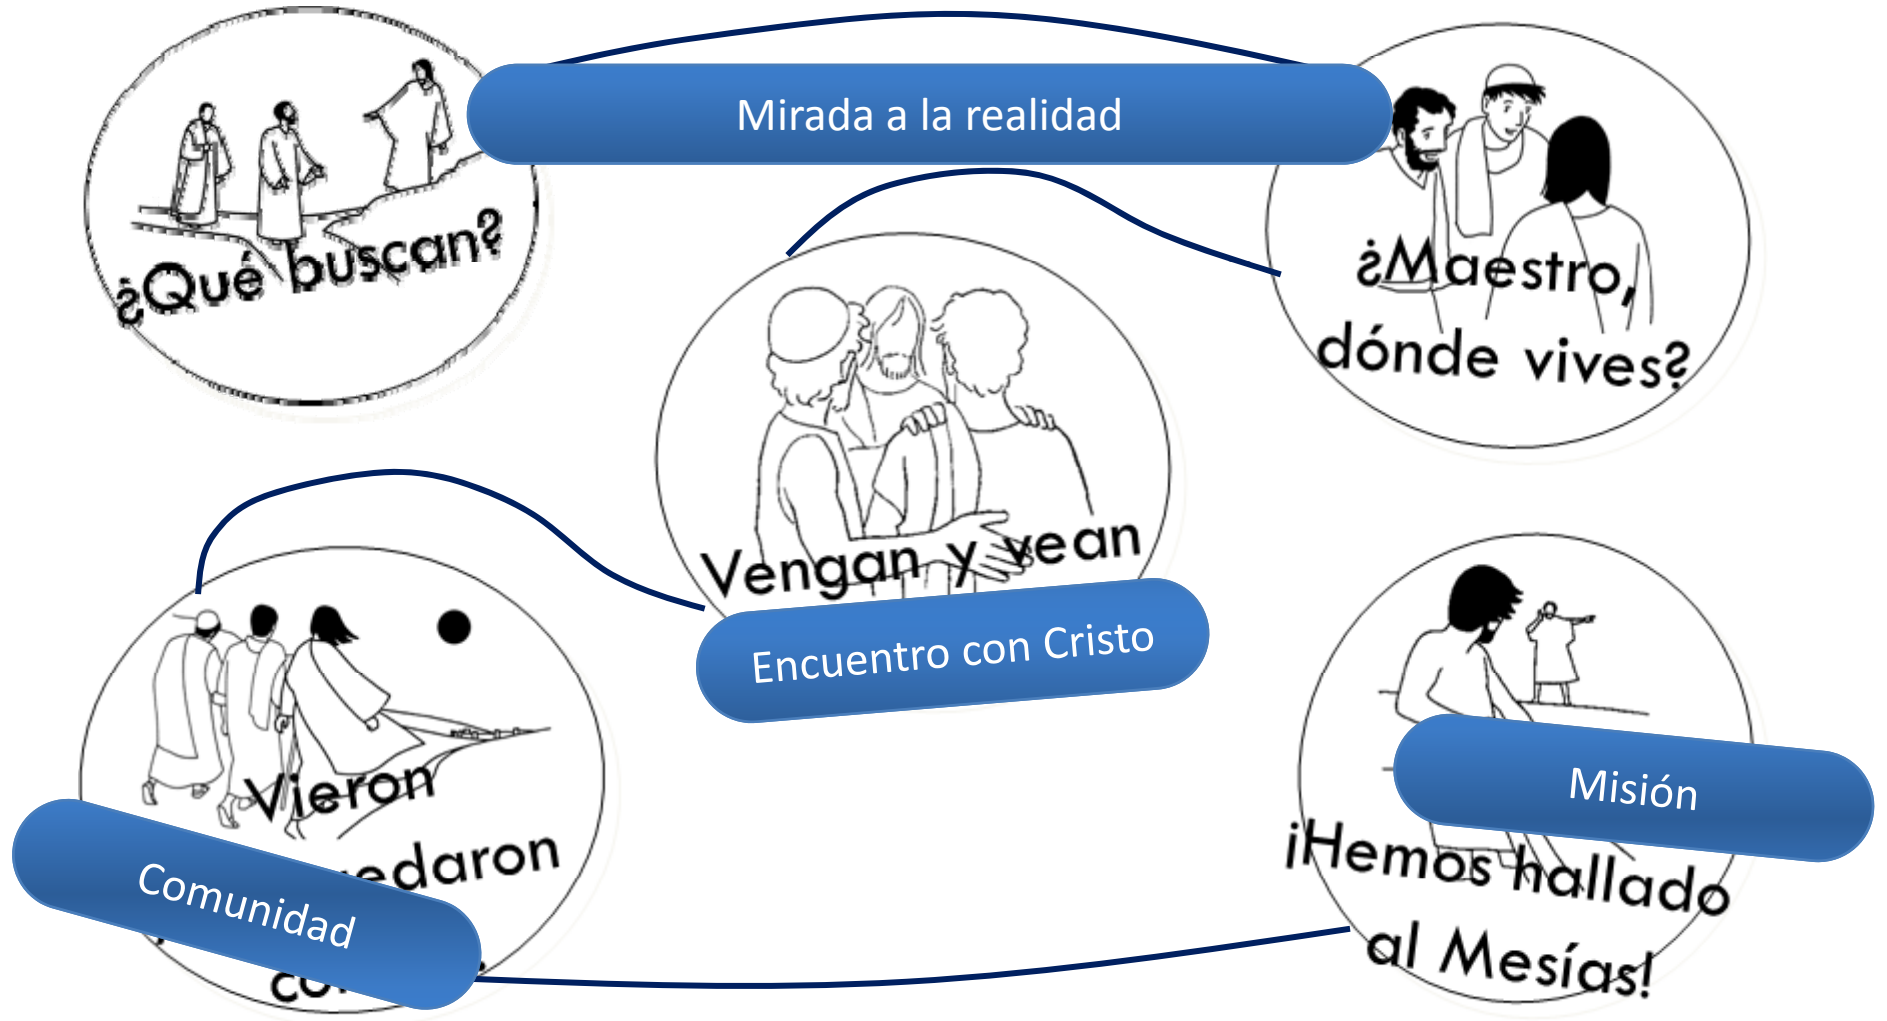 Mirada a la realidad
¿Qué buscan?
¿Maestro,
dónde vives?
Vengan y vean
Encuentro con Cristo
Vieron
Comunidad
Misión
¡Hemos hallado
al Mesías!